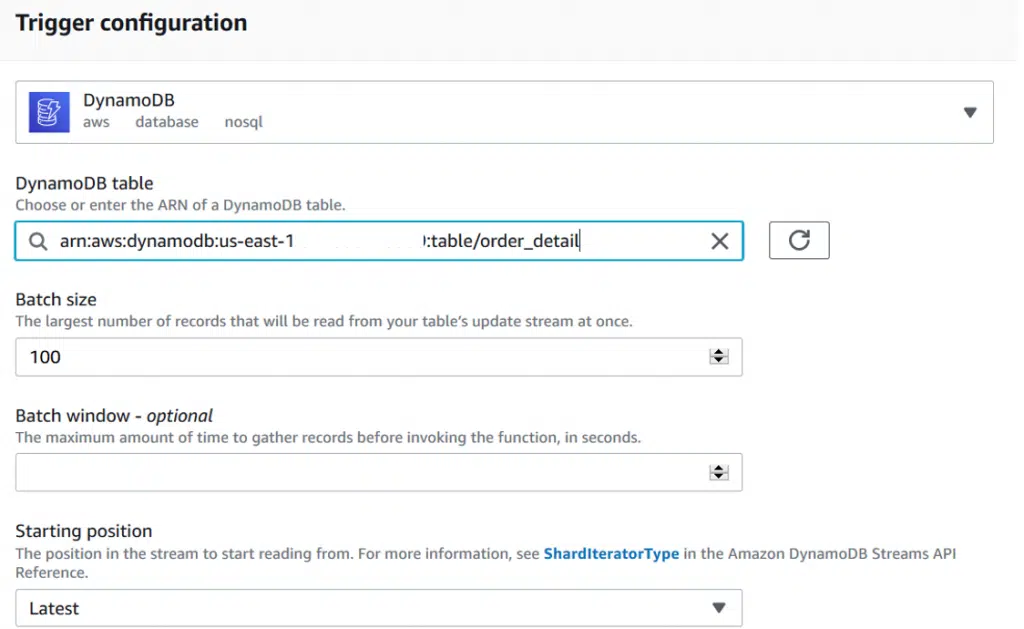 Trigger configuration
DynamoDB
aws database nosql
DynamoDB table
Choose or enter the ARN of a DynamoDB table.
arn:aws:dynamodb:us-east-1 :table/order_detail
Batch size
The largest number of records that will be read from your table's update stream at once.
100
Batch window - optional
The maximum amount of time to gather records before invoking the function, in seconds.
Starting position
The position in the stream to start reading from. For more information, see ShardIteratorType in the Amazon DynamoDB Streams API
Reference.
Latest